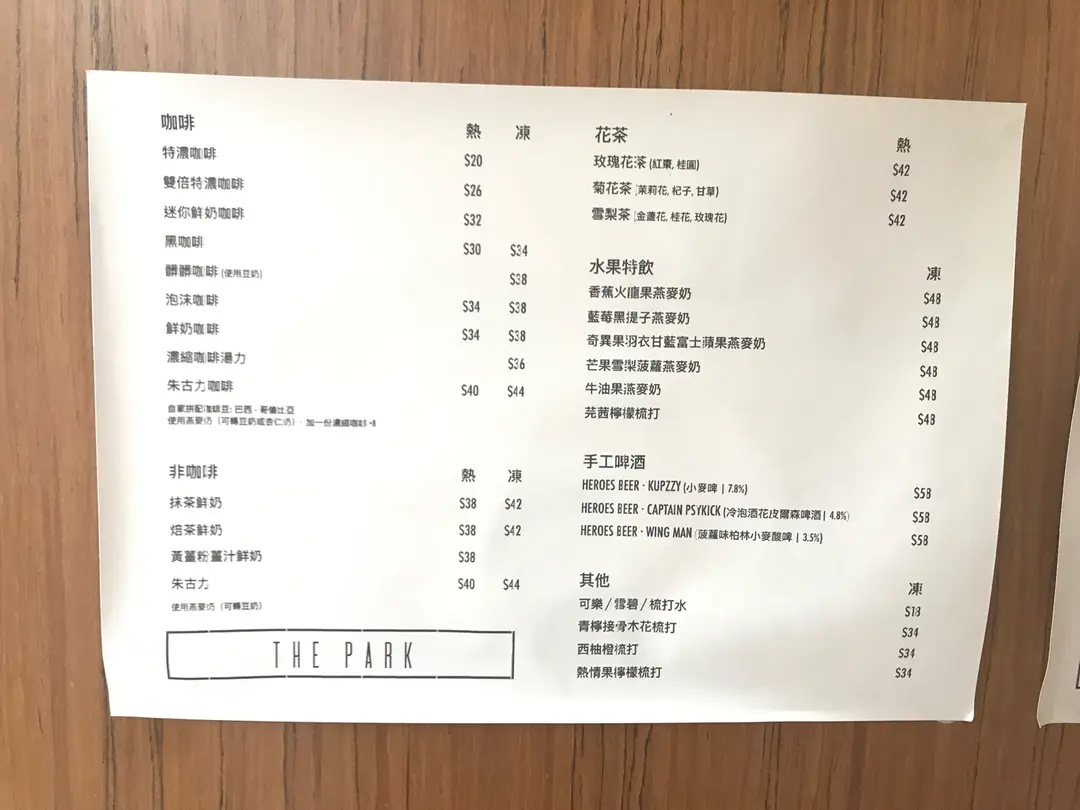 咖啡 熱 凍
特濃咖啡 $20
雙倍特濃咖啡 $26
迷你鮮奶咖啡 $32
黑咖啡 $30 $34
髒髒咖啡 (使用豆奶) $38
泡沫咖啡 $34 $38
鮮奶咖啡 $34 $38
濃縮咖啡湯力 $36
朱古力咖啡 $40 $44
自家拼配咖啡豆: 巴西 · 哥倫比亞
使用燕麥奶 (可轉豆奶或杏仁奶) · 加一份濃縮咖啡 +8
非咖啡 熱 凍
抹茶鮮奶 $38 $42
焙茶鮮奶 $38 $42
黃薑粉薑汁鮮奶 $38
朱古力 $40 $44
使用燕麥奶 (可轉豆奶)
THE PARK
花茶 熱
玫瑰花茶 (紅棗, 桂圓) $42
菊花茶 (茉莉花, 杞子, 甘草) $42
雪梨茶 (金盞花, 桂花, 玫瑰花) $42
水果特飲 凍
香蕉火龍果燕麥奶 $48
藍莓黑提子燕麥奶 $48
奇異果羽衣甘藍富士蘋果燕麥奶 $48
芒果雪梨菠蘿燕麥奶 $48
牛油果燕麥奶 $48
芫茜檸檬梳打 $48
手工啤酒
HEROES BEER · KUPZZY (小麥啤 | 7.8%) $58
HEROES BEER · CAPTAIN PSYKICK (冷泡酒花皮爾森啤酒 | 4.8%) $58
HEROES BEER · WING MAN (菠蘿味柏林小麥酸啤 | 3.5%) $58
其他 凍
可樂 / 雪碧 / 梳打水 $18
青檸接骨木花梳打 $34
西柚橙梳打 $34
熱情果檸檬梳打 $34